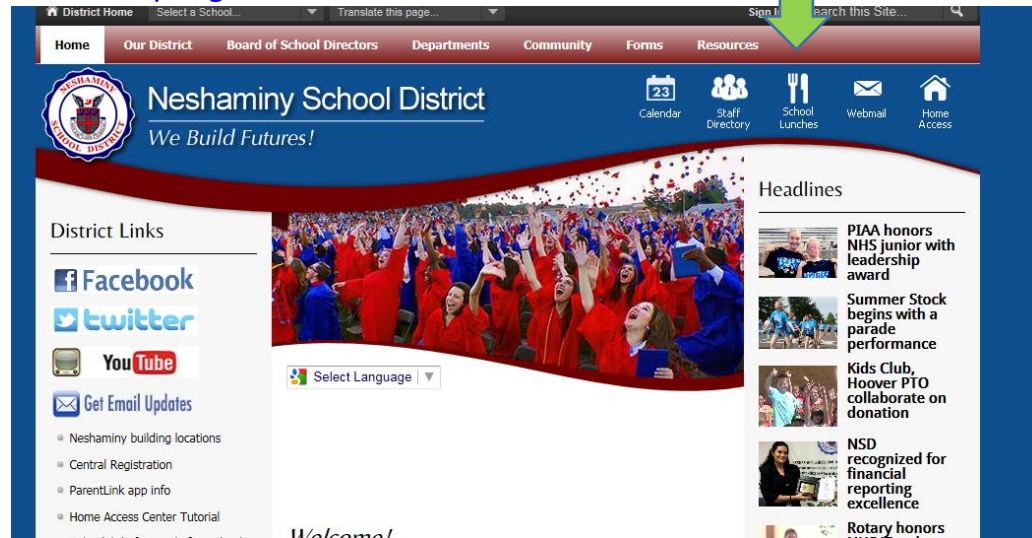 District Home Select a School... Translate this page... Sign I earch this Site...
Home Our District Board of School Directors Departments Community Forms Resources
NESHAMINY
SCHOOL DISTRICT
Neshaminy School District
We Build Futures!
23
Calendar
Staff
Directory
School
Lunches
Webmail
Home
Access
District Links
Facebook
twitter
YouTube
Get Email Updates
Neshaminy building locations
Central Registration
ParentLink app info
Home Access Center Tutorial
Select Language
Welcome!
Headlines
PIAA honors
NHS junior with
leadership
award
Summer Stock
begins with a
parade
performance
Kids Club,
Hoover PTO
collaborate on
donation
NSD
recognized for
financial
reporting
excellence
Rotary honors